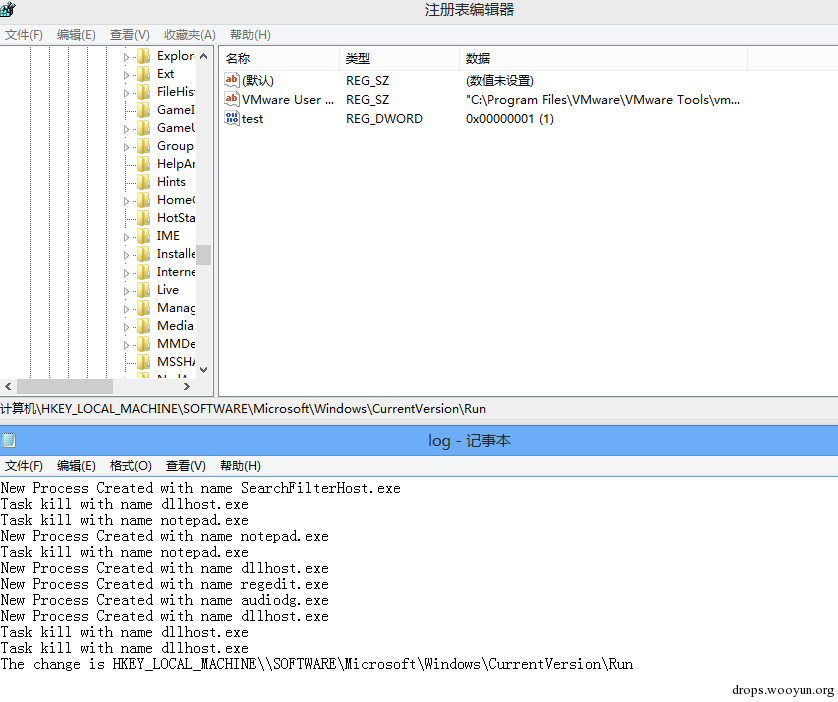 注册表编辑器
文件(F) 编辑(E) 查看(V) 收藏夹(A) 帮助(H)
Explor
Ext
FileHis
GameI
GameU
Group
HelpAr
Hints
HomeG
HotSta
IME
Installe
Interne
Live
Manag
Media
MMDe
MSSHA
名称 类型 数据
(默认) REG_SZ (数值未设置)
VMware User ... REG_SZ "C:\Program Files\VMware\VMware Tools\vm...
test REG_DWORD 0x00000001 (1)
计算机\HKEY_LOCAL_MACHINE\SOFTWARE\Microsoft\Windows\CurrentVersion\Run
log - 记事本
文件(F) 编辑(E) 格式(O) 查看(V) 帮助(H)
New Process Created with name SearchFilterHost.exe
Task kill with name dllhost.exe
Task kill with name notepad.exe
New Process Created with name notepad.exe
Task kill with name notepad.exe
New Process Created with name dllhost.exe
New Process Created with name regedit.exe
New Process Created with name audiodg.exe
New Process Created with name dllhost.exe
Task kill with name dllhost.exe
Task kill with name dllhost.exe
The change is HKEY_LOCAL_MACHINE\\SOFTWARE\Microsoft\Windows\CurrentVersion\Run
drops.wooyun.org